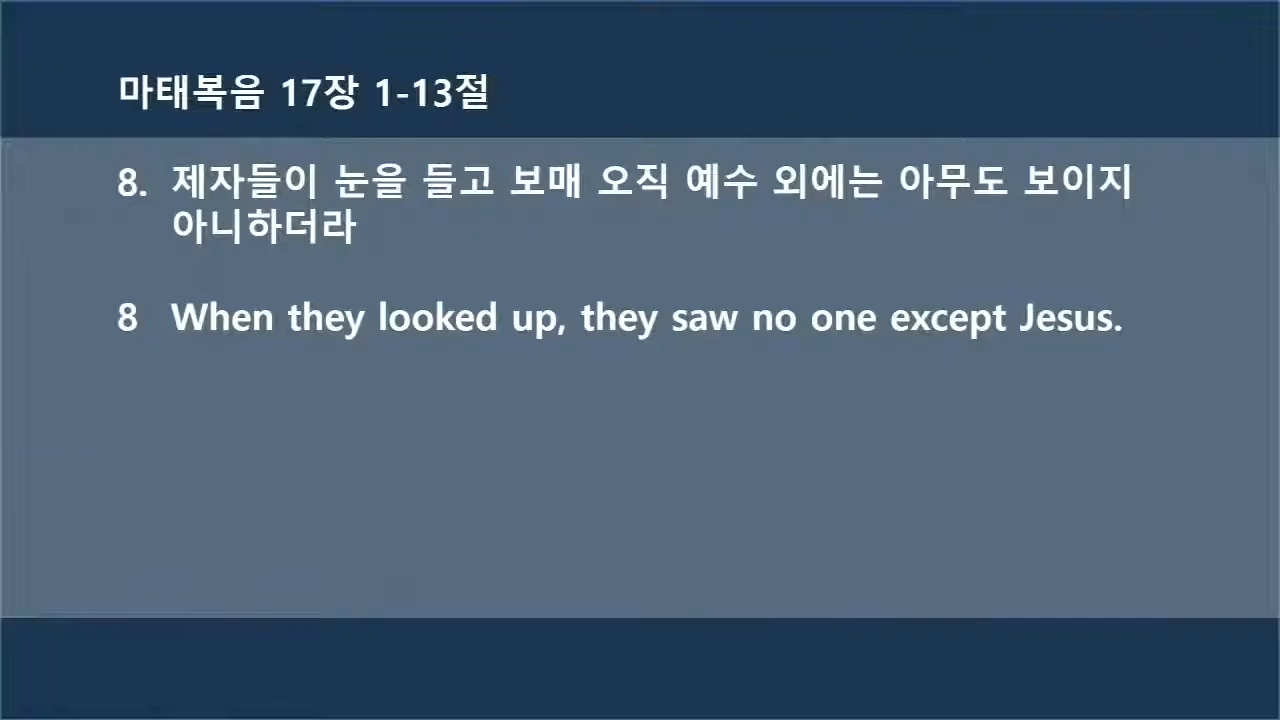 마태복음 17장 1-13절
8. 제자들이 눈을 들고 보매 오직 예수 외에는 아무도 보이지
아니하더라
8 When they looked up, they saw no one except Jesus.